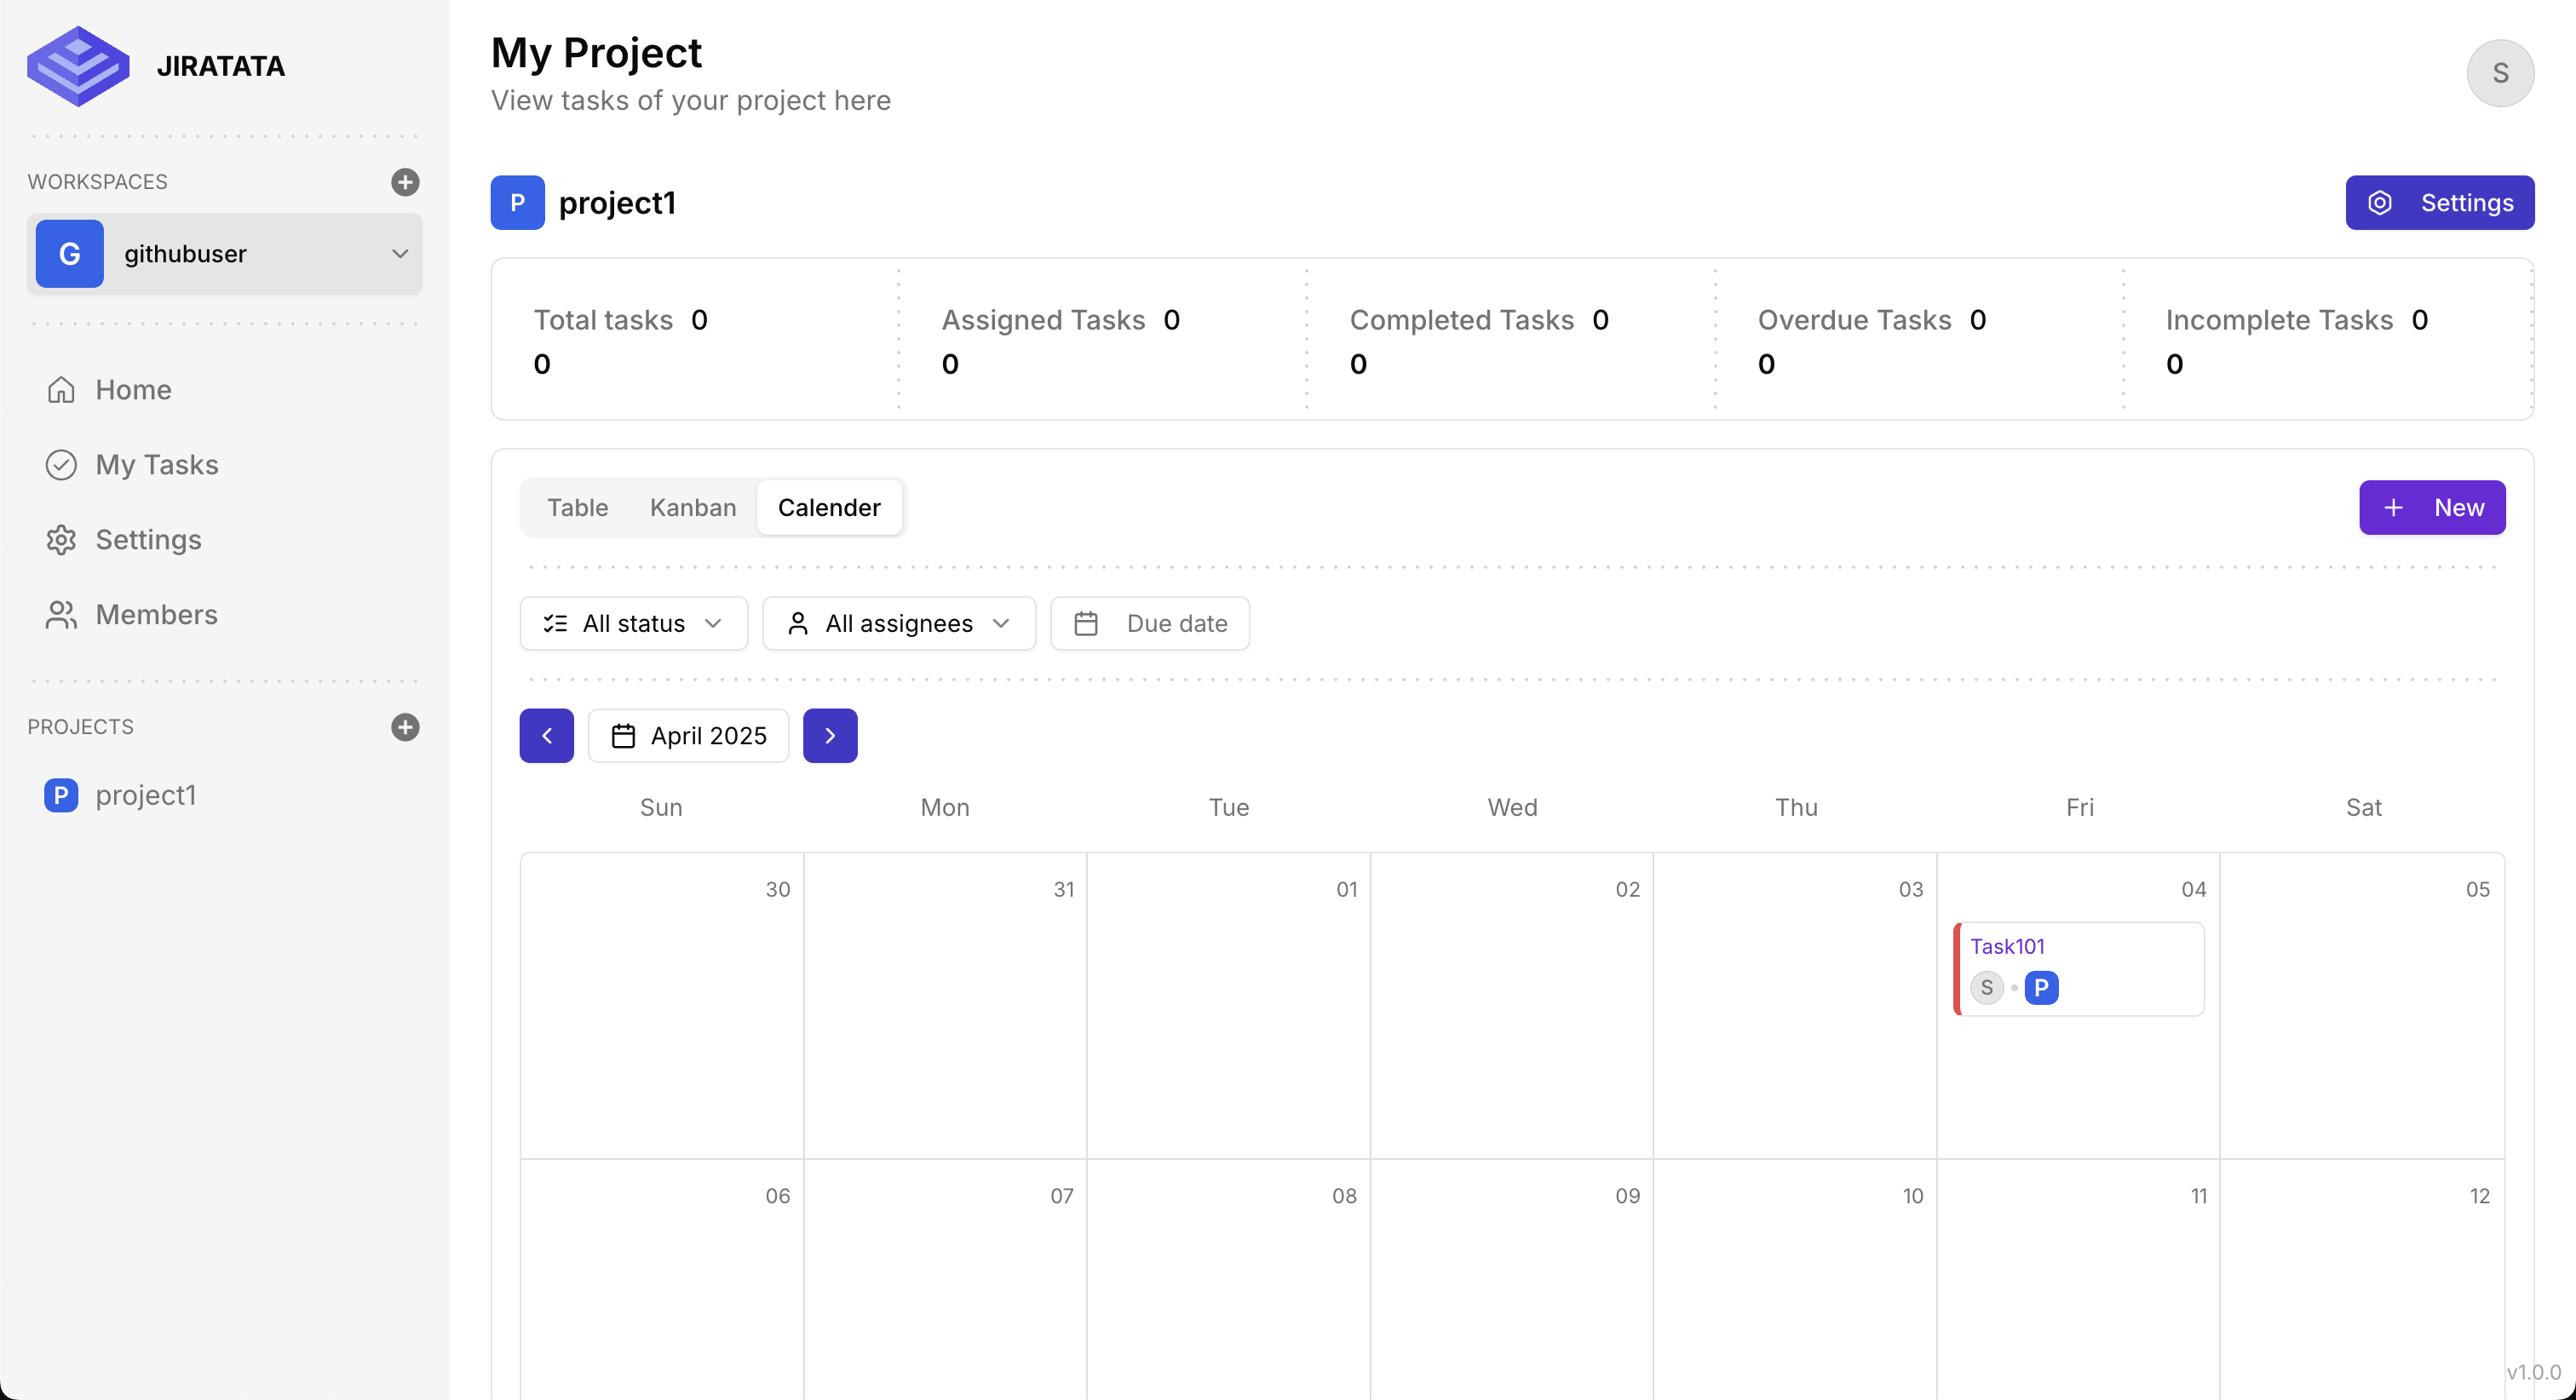 JIRATATA
WORKSPACES
G githubuser
Home
My Tasks
Settings
Members
PROJECTS
P project1
My Project
View tasks of your project here
S
P project1
Settings
Total tasks 0
0
Assigned Tasks 0
0
Completed Tasks 0
0
Overdue Tasks 0
0
Incomplete Tasks 0
0
Table Kanban Calender
New
All status All assignees Due date
April 2025
Sun Mon Tue Wed Thu Fri Sat
30 31 01 02 03 04 05
Task101
S P
06 07 08 09 10 11 12
v1.0.0